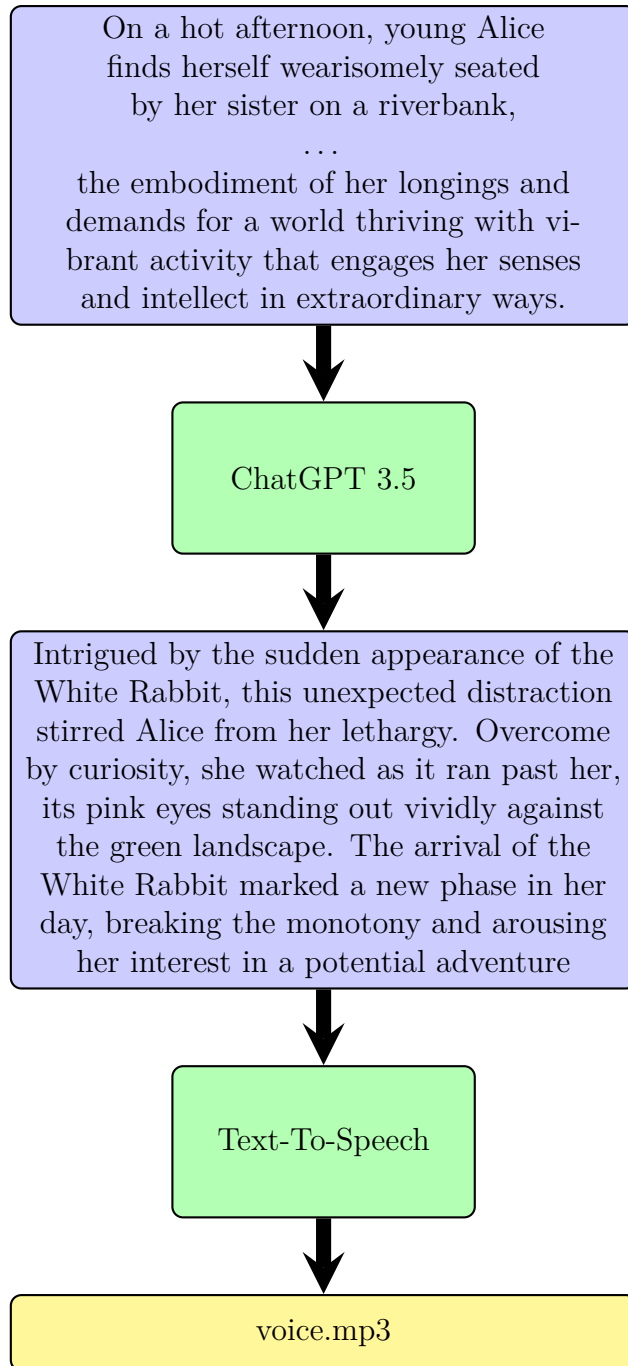 On a hot afternoon, young Alice
finds herself wearisomely seated
by her sister on a riverbank,
...
the embodiment of her longings and
demands for a world thriving with vi-
brant activity that engages her senses
and intellect in extraordinary ways.
ChatGPT 3.5
Intrigued by the sudden appearance of the
White Rabbit, this unexpected distraction
stirred Alice from her lethargy. Overcome
by curiosity, she watched as it ran past her,
its pink eyes standing out vividly against
the green landscape. The arrival of the
White Rabbit marked a new phase in her
day, breaking the monotony and arousing
her interest in a potential adventure
Text-To-Speech
voice.mp3